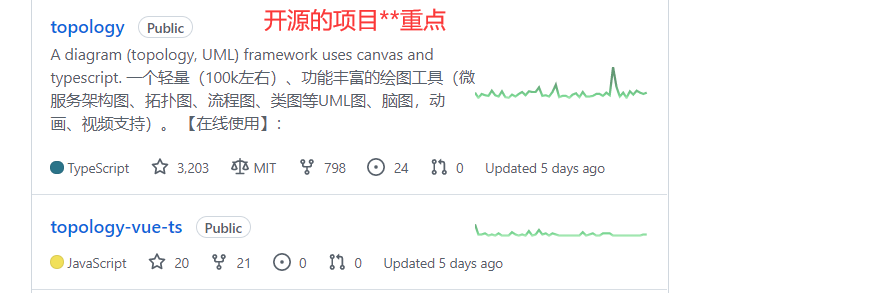 topology Public 开源的项目**重点
A diagram (topology, UML) framework uses canvas and
typescript. 一个轻量（100k左右）、功能丰富的绘图工具（微
服务架构图、拓扑图、流程图、类图等UML图、脑图，动
画、视频支持）。 【在线使用】：
TypeScript 3,203 MIT 798 24 0 Updated 5 days ago
topology-vue-ts Public
JavaScript 20 21 0 0 Updated 5 days ago